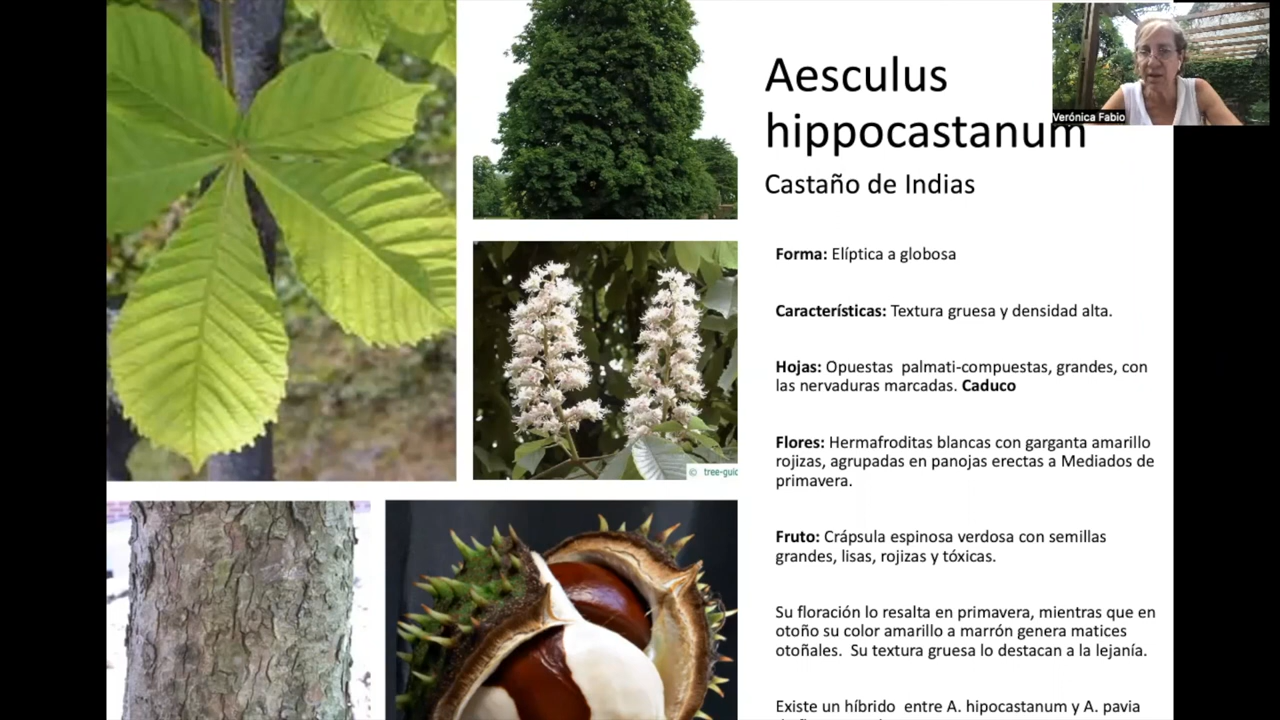 Aesculus
hippocastanum
Castaño de Indias
Verónica Fabio
Forma: Elíptica a globosa
Características: Textura gruesa y densidad alta.
Hojas: Opuestas  palmati-compuestas, grandes, con
las nervaduras marcadas. Caduco
Flores: Hermafroditas blancas con garganta amarillo
rojizas, agrupadas en panojas erectas a Mediados de
primavera.
Fruto: Crápsula espinosa verdosa con semillas
grandes, lisas, rojizas y tóxicas.
Su floración lo resalta en primavera, mientras que en
otoño su color amarillo a marrón genera matices
otoñales.  Su textura gruesa lo destacan a la lejanía.
Existe un híbrido  entre A. hipocastanum y A. pavia
© tree-guid